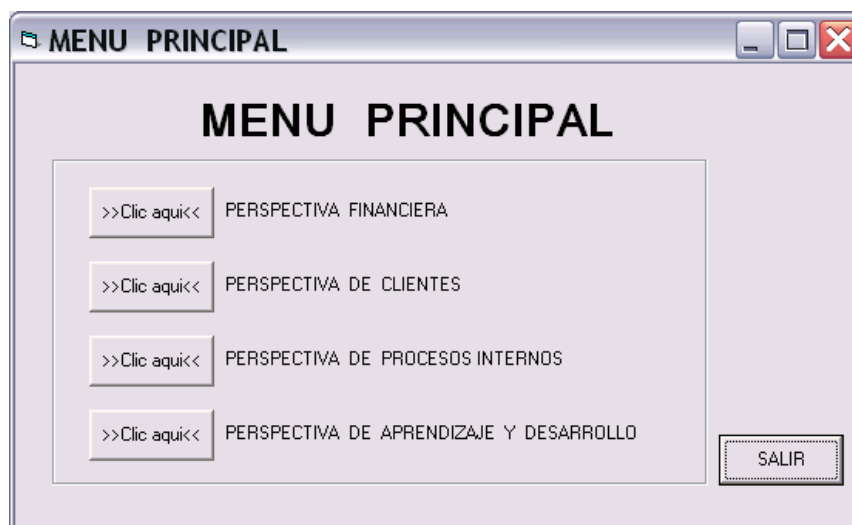 MENU PRINCIPAL
MENU PRINCIPAL
>>Clic aqui<< PERSPECTIVA FINANCIERA
>>Clic aqui<< PERSPECTIVA DE CLIENTES
>>Clic aqui<< PERSPECTIVA DE PROCESOS INTERNOS
>>Clic aqui<< PERSPECTIVA DE APRENDIZAJE Y DESARROLLO
SALIR